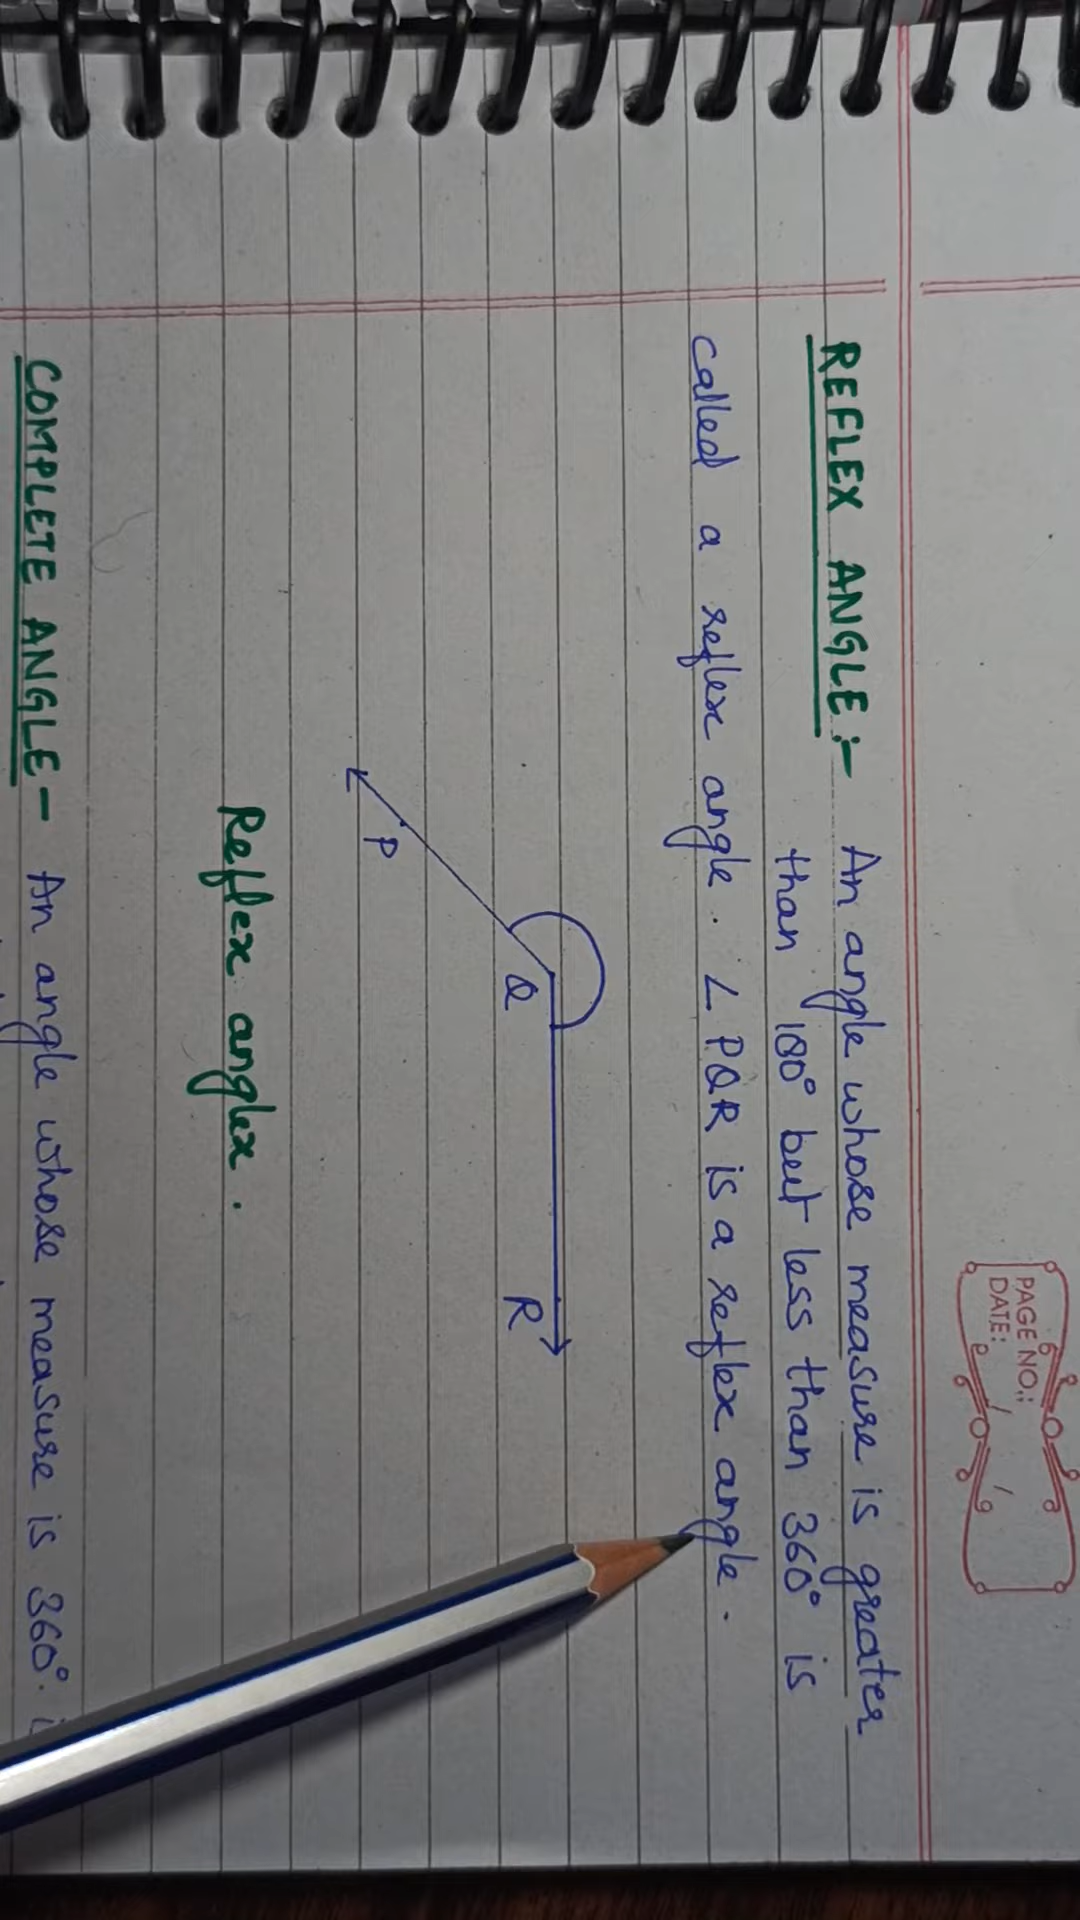 PAGE NO.:
DATE:
REFLEX ANGLE:- An angle whose measure is greater
than 180° but less than 360° is
called a reflex angle. ∠PQR is a reflex angle.
Q
R
P
Reflex anglex.
COMPLETE ANGLE- An angle whose measure is 360°.